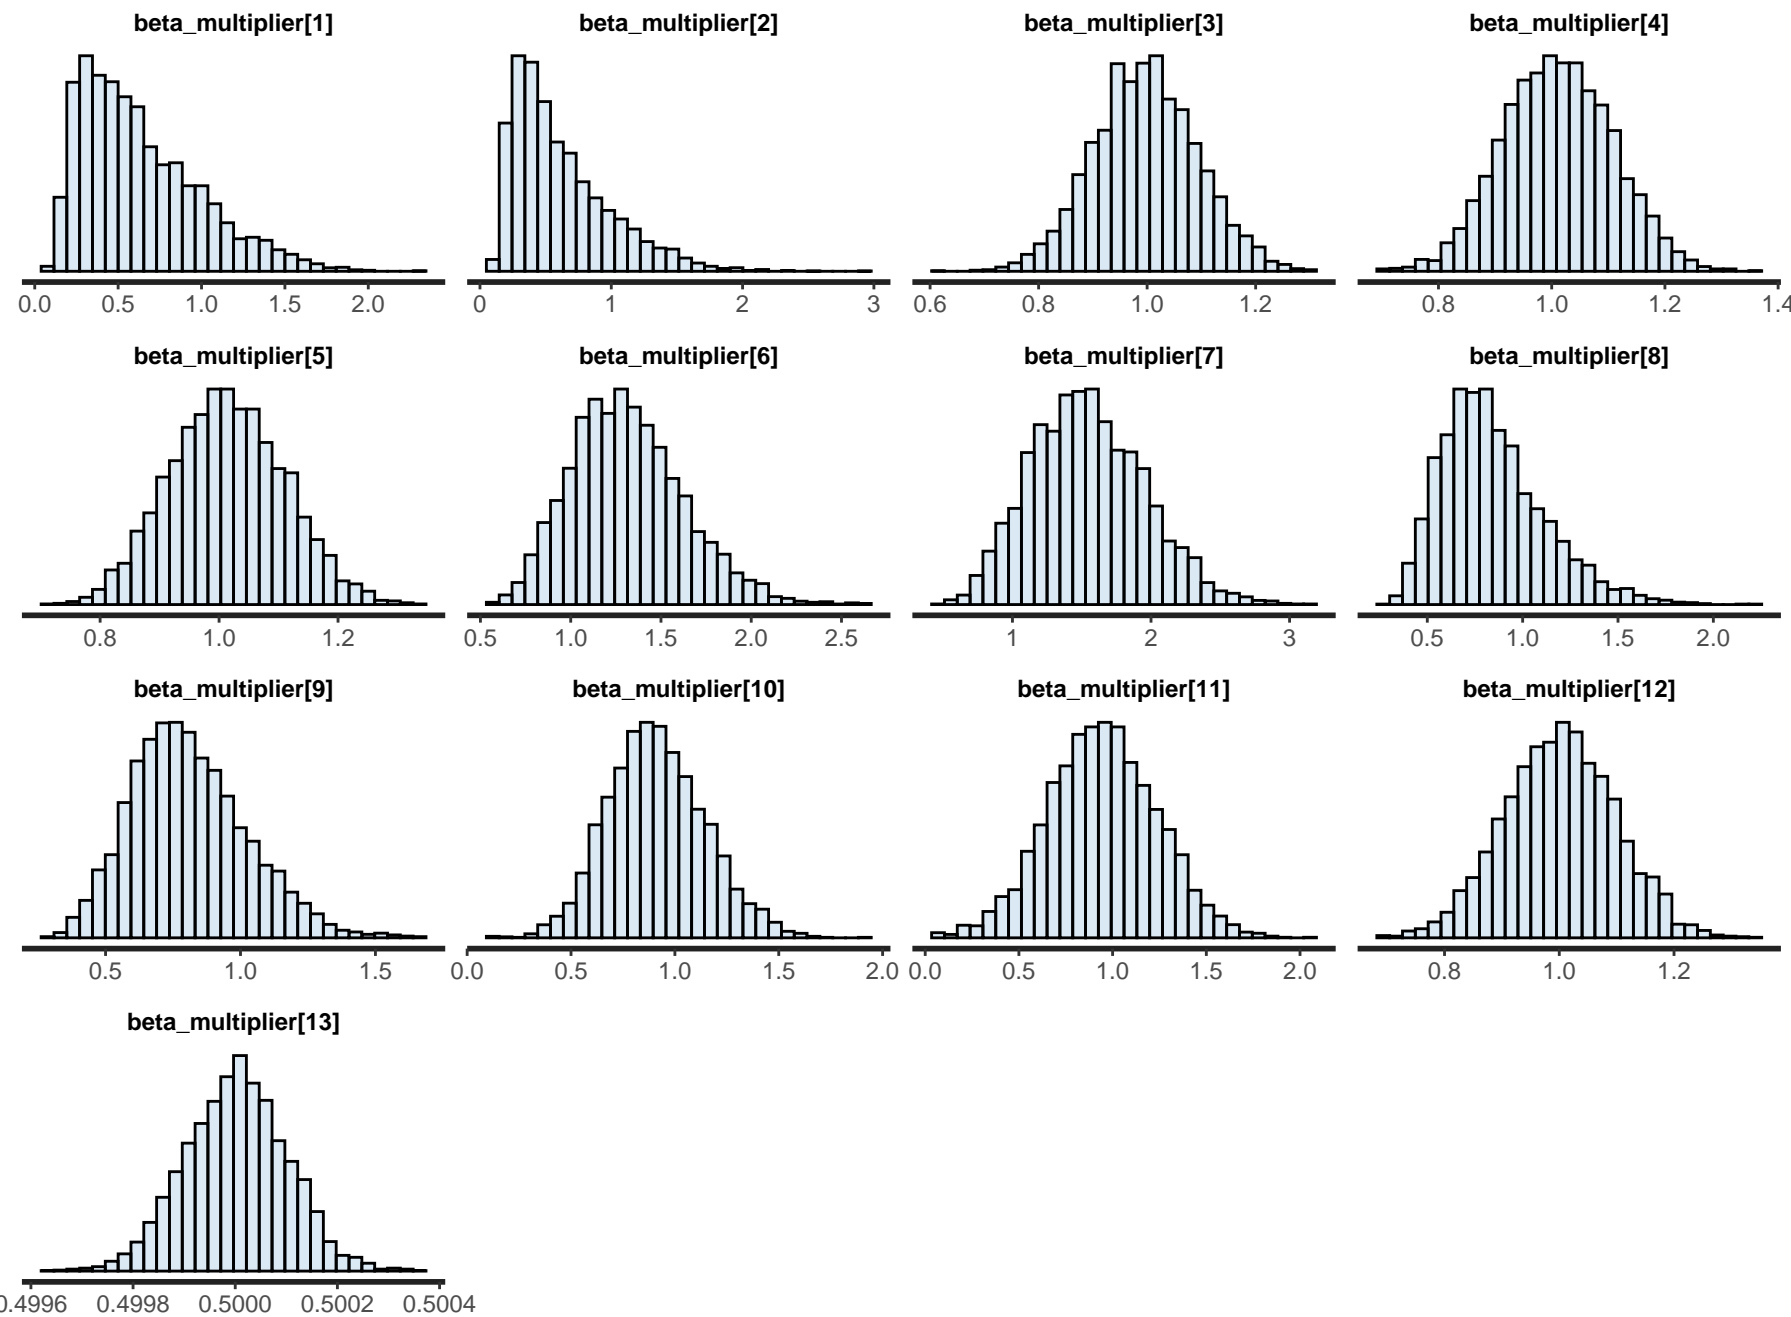 beta_multiplier[1] beta_multiplier[2] beta_multiplier[3] beta_multiplier[4]
0.0 0.5 1.0 1.5 2.0 0 1 2 3 0.6 0.8 1.0 1.2 0.8 1.0 1.2 1.4
beta_multiplier[5] beta_multiplier[6] beta_multiplier[7] beta_multiplier[8]
0.8 1.0 1.2 0.5 1.0 1.5 2.0 2.5 1 2 3 0.5 1.0 1.5 2.0
beta_multiplier[9] beta_multiplier[10] beta_multiplier[11] beta_multiplier[12]
0.5 1.0 1.5 0.0 0.5 1.0 1.5 2.0 0.0 0.5 1.0 1.5 2.0 0.8 1.0 1.2
beta_multiplier[13]
0.4996 0.4998 0.5000 0.5002 0.5004